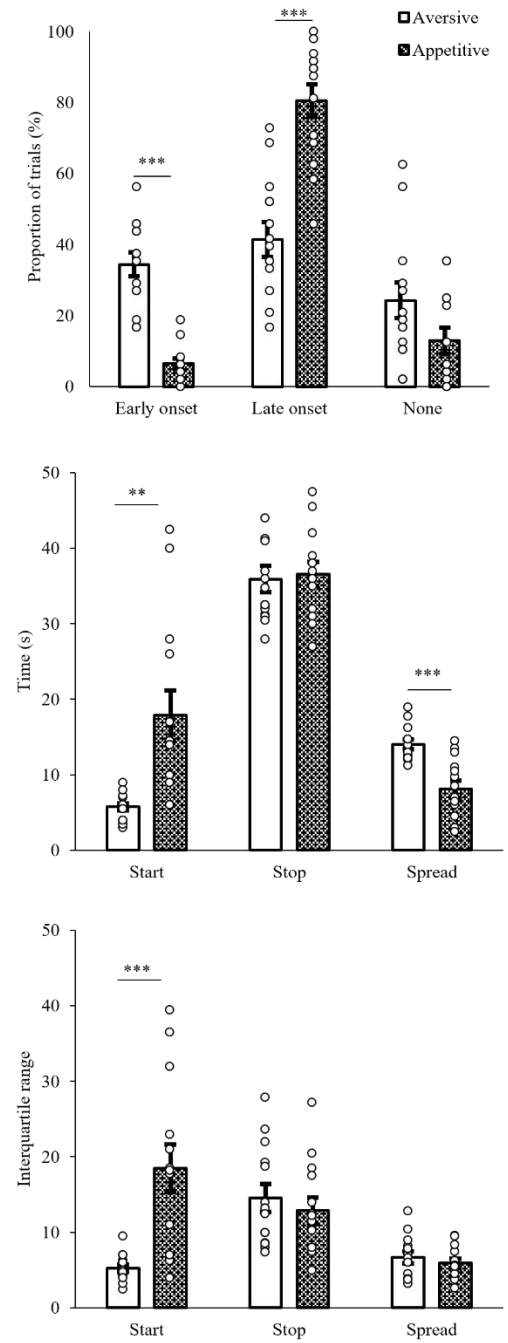 Aversive
Appetitive
***
***
100
80
60
40
20
0
Proportion of trials (%)
Early onset
Late onset
None
**
***
50
40
30
20
10
0
Time (s)
Start
Stop
Spread
***
50
40
30
20
10
0
Interquartile range
Start
Stop
Spread